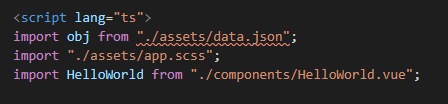 <script lang="ts">
import obj from "./assets/data.json";
import "./assets/app.scss";
import HelloWorld from "./components/HelloWorld.vue";